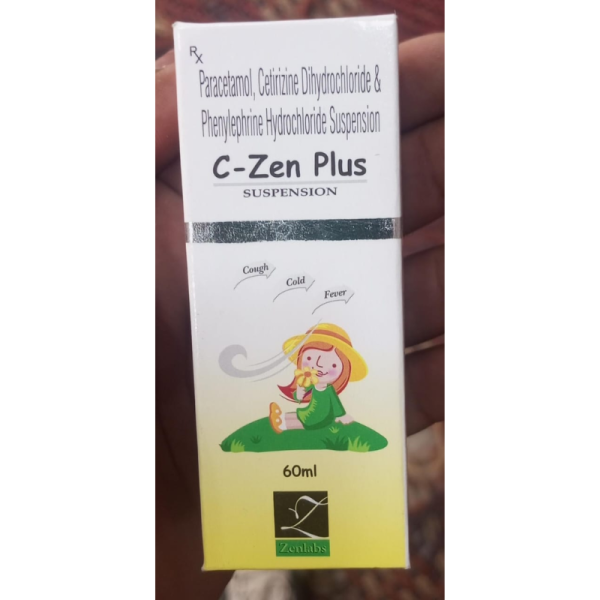 Rx
Paracetamol, Cetirizine Dihydrochloride &
Phenylephrine Hydrochloride Suspension
C-Zen Plus
SUSPENSION
Cough
Cold
Fever
60ml
Zenlabs